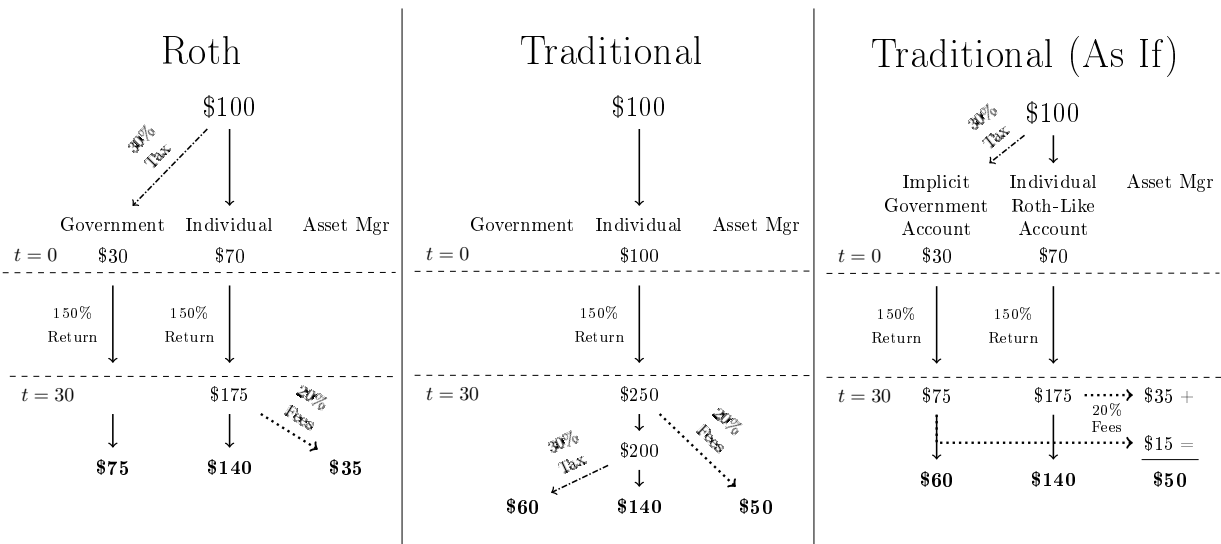 Roth
$100
30%
Tax
Government Individual Asset Mgr
t = 0 $30 $70
150% 150%
Return Return
t = 30 $175
20%
Fees
$75 $140 $35
Traditional
$100
Government Individual Asset Mgr
t = 0 $100
150%
Return
t = 30 $250
20%
Fees
30%
Tax
$200
$60 $140 $50
Traditional (As If)
30%
Tax
$100
Implicit Individual Asset Mgr
Government Roth-Like
Account Account
t = 0 $30 $70
150% 150%
Return Return
t = 30 $75 $175 $35 +
20%
Fees
$15 =
$60 $140 $50